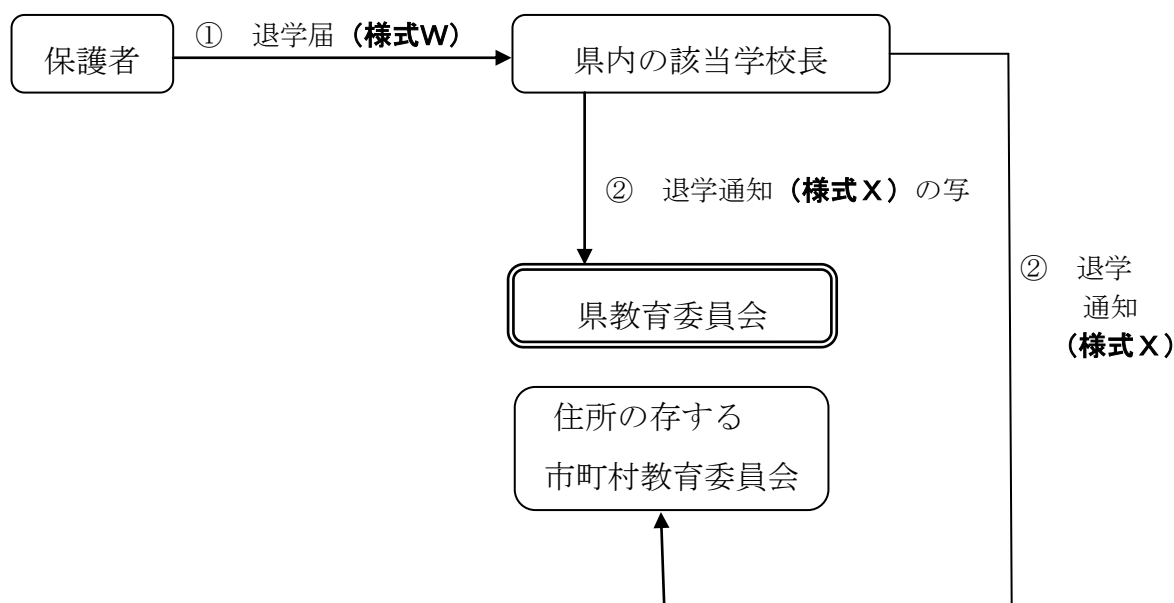 保護者
① 退学届（様式W）
県内の該当学校長
② 退学通知（様式X）の写
② 退学
通知
（様式X）
県教育委員会
住所の存する
市町村教育委員会